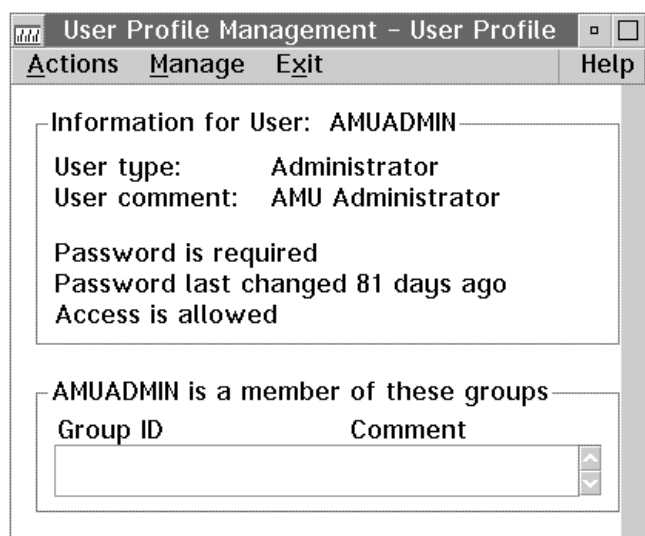 User Profile Management - User Profile
Actions Manage Exit Help
Information for User: AMUADMIN
User type: Administrator
User comment: AMU Administrator
Password is required
Password last changed 81 days ago
Access is allowed
AMUADMIN is a member of these groups
Group ID Comment